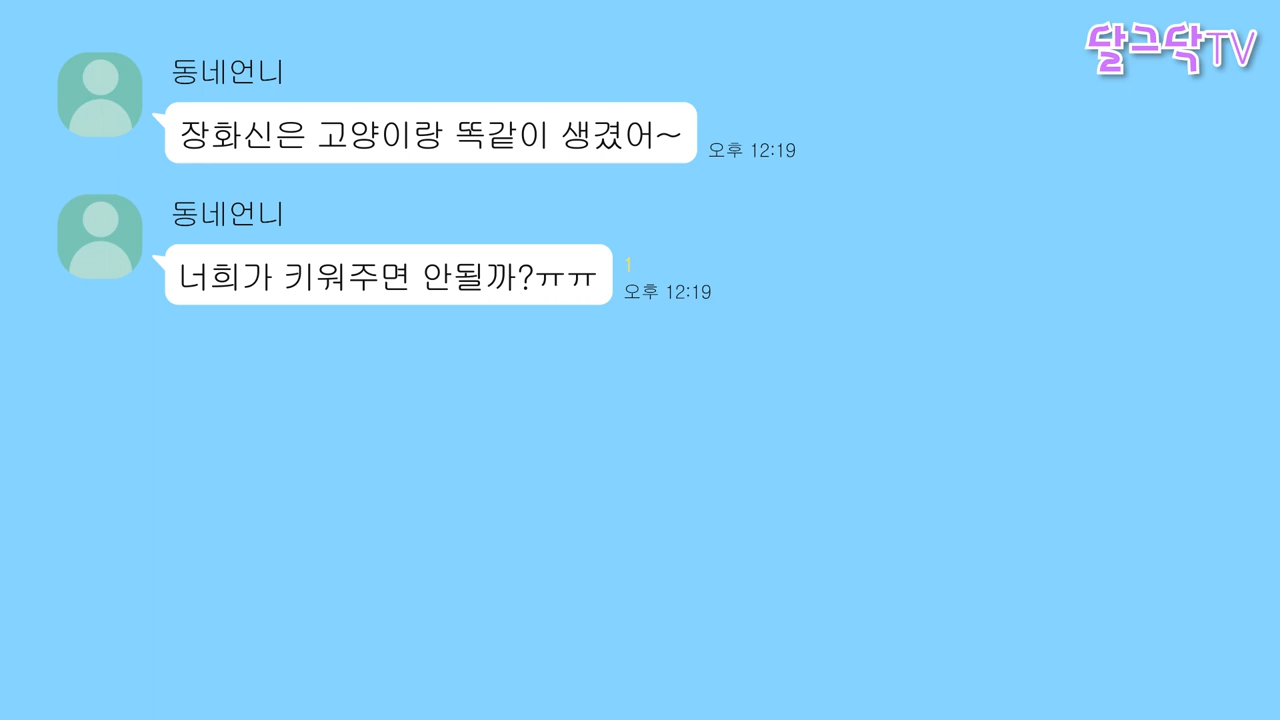 달그닥TV
동네언니
장화신은 고양이랑 똑같이 생겼어~
오후 12:19
동네언니
너희가 키워주면 안될까?ㅠㅠ
1
오후 12:19